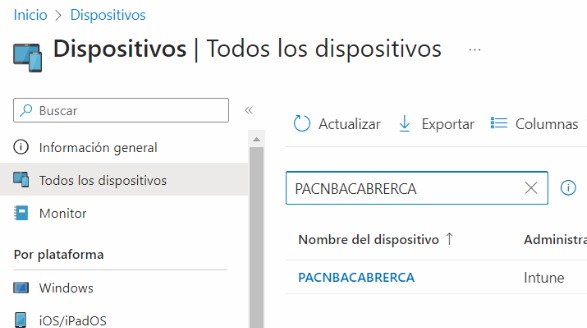 Inicio > Dispositivos
Dispositivos | Todos los dispositivos ...
Buscar «
Información general
Todos los dispositivos
Monitor
Por plataforma
Windows
iOS/iPadOS
Actualizar Exportar Columnas
PACNBACABRERCA
Nombre del dispositivo ↑ Administra
PACNBACABRERCA Intune